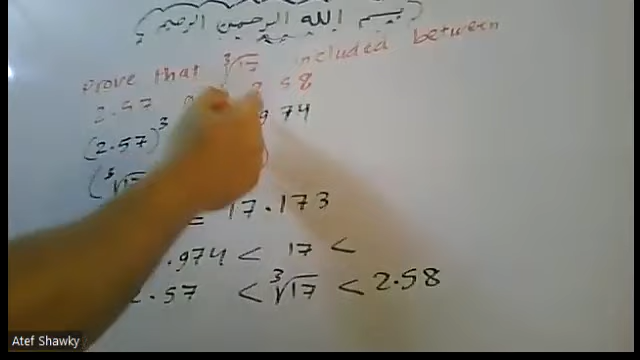 بسم الله الرحمن الرحيم
Prove that ∛17 included between
2.57 2.58
(2.57)³ 974
(∛17
= 17.173
.974 < 17 <
2.57 < ∛17 < 2.58
Atef Shawky